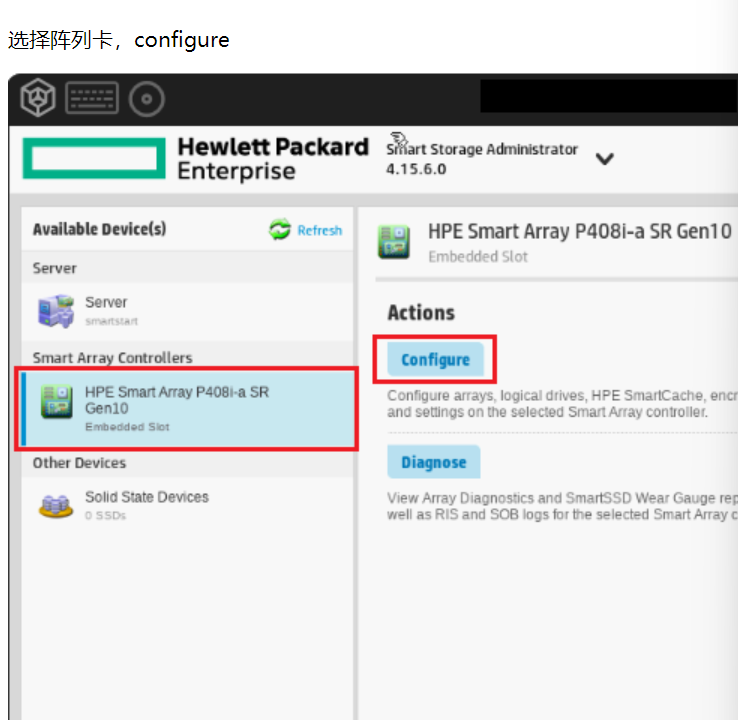 选择阵列卡，configure
Hewlett Packard
Enterprise
Smart Storage Administrator
4.15.6.0
Available Device(s)
Refresh
Server
Server
smartstart
Smart Array Controllers
HPE Smart Array P408i-a SR
Gen10
Embedded Slot
Other Devices
Solid State Devices
0 SSDs
HPE Smart Array P408i-a SR Gen10
Embedded Slot
Actions
Configure
Configure arrays, logical drives, HPE SmartCache, encr
and settings on the selected Smart Array controller.
Diagnose
View Array Diagnostics and SmartSSD Wear Gauge rep
well as RIS and SOB logs for the selected Smart Array c